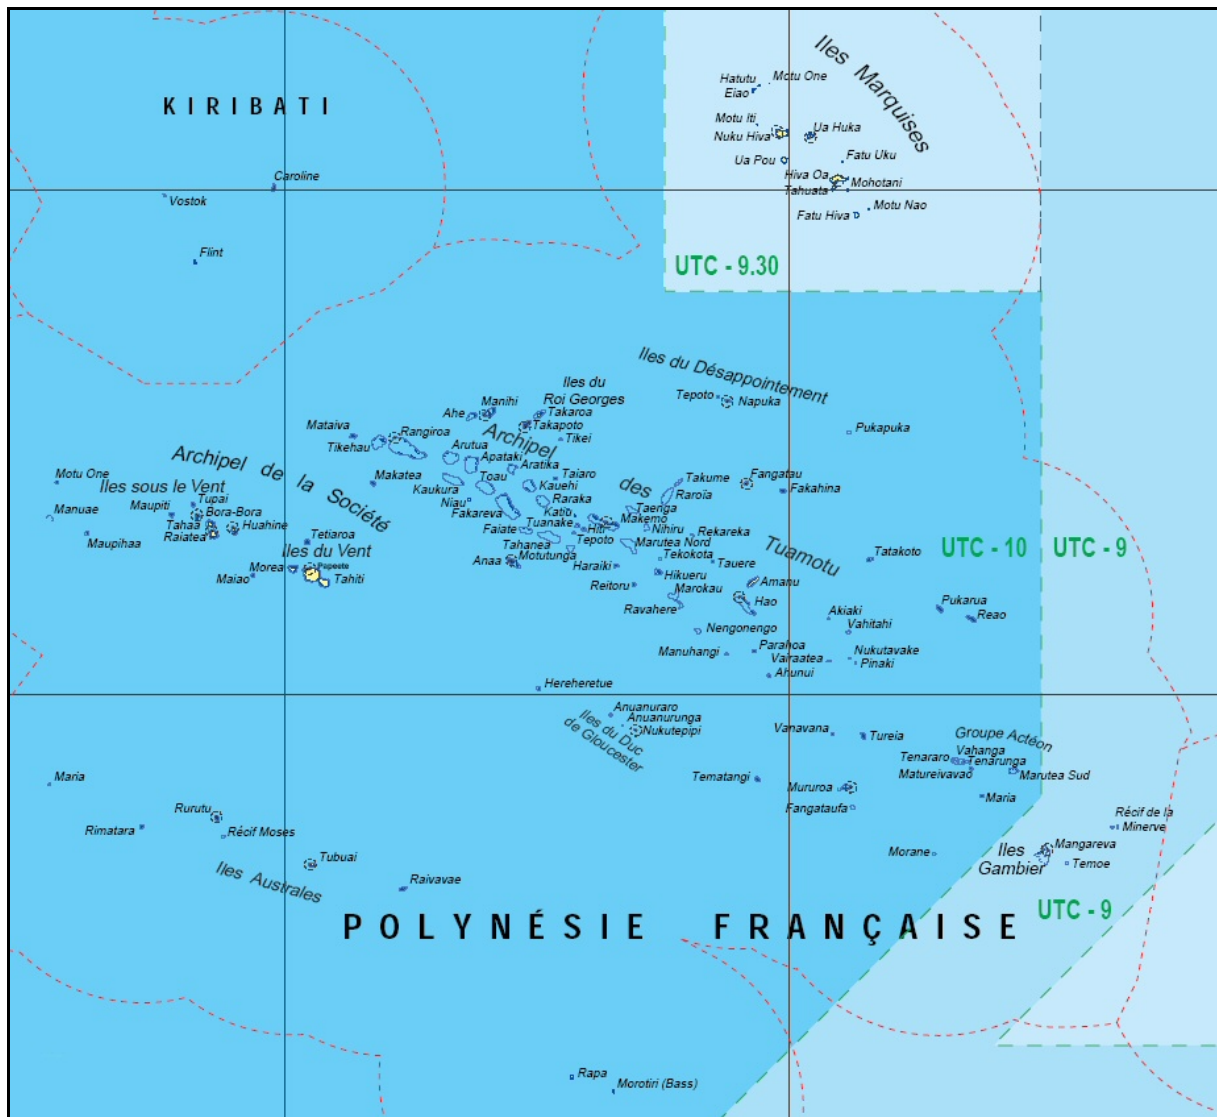 Iles Marquises
Hatutu
Motu One
Eiao
KIRIBATI
Motu Iti
Nuku Hiva
Ua Huka
Ua Pou
Fatu Uku
Hiva Oa
Mohotani
Tahuata
Caroline
Vostok
Motu Nao
Fatu Hiva
Flint
UTC - 9.30
Iles du Désappointement
Iles du
Roi Georges
Tepoto
Napuka
Manihi
Ahe
Takaroa
Takapoto
Pukapuka
Mataiva
Rangiroa
Tikehau
Archipel
Tikei
Arutua
Apataki
Aratika
Archipel de la Société
Motu One
Iles sous le Vent
Makatea
Toau
Taiaro
Kaukura
Kauehi
des
Takume
Raroïa
Fangatau
Fakahina
Tupai
Maupiti
Bora-Bora
Niau
Fakareva
Raraka
Katiu
Taenga
Manuae
Tahaa
Huahine
Raiatea
Tuanake
Hiti
Makemo
Nihiru
Rekareka
Maupihaa
Tetiaroa
Faiate
Tepoto
Marutea Nord
Tuamotu
Iles du Vent
Tahanea
Motutunga
Tekokota
Tauere
Tatakoto
UTC - 10
UTC - 9
Morea
Papeete
Anaa
Haraiki
Maiao
Tahiti
Reitoru
Hikueru
Marokau
Amanu
Ravahere
Hao
Pukarua
Reao
Akiaki
Vahitahi
Nengonengo
Manuhangi
Parahoa
Vairaatea
Nukutavake
Pinaki
Ahunui
Hereheretue
Anuanuraro
Anuanurunga
Nukutepipi
Iles du Duc
de Gloucester
Vanavana
Tureia
Groupe Actéon
Vahanga
Tenararo
Tenarunga
Matureivavao
Marutea Sud
Maria
Tematangi
Mururoa
Maria
Fangataufa
Rurutu
Rimatara
Récif Moses
Récif de la
Minerve
Tubuai
Morane
Iles
Gambier
Mangareva
Temoe
Iles Australes
Raivavae
UTC - 9
POLYNÉSIE FRANÇAISE
Rapa
Morotiri (Bass)